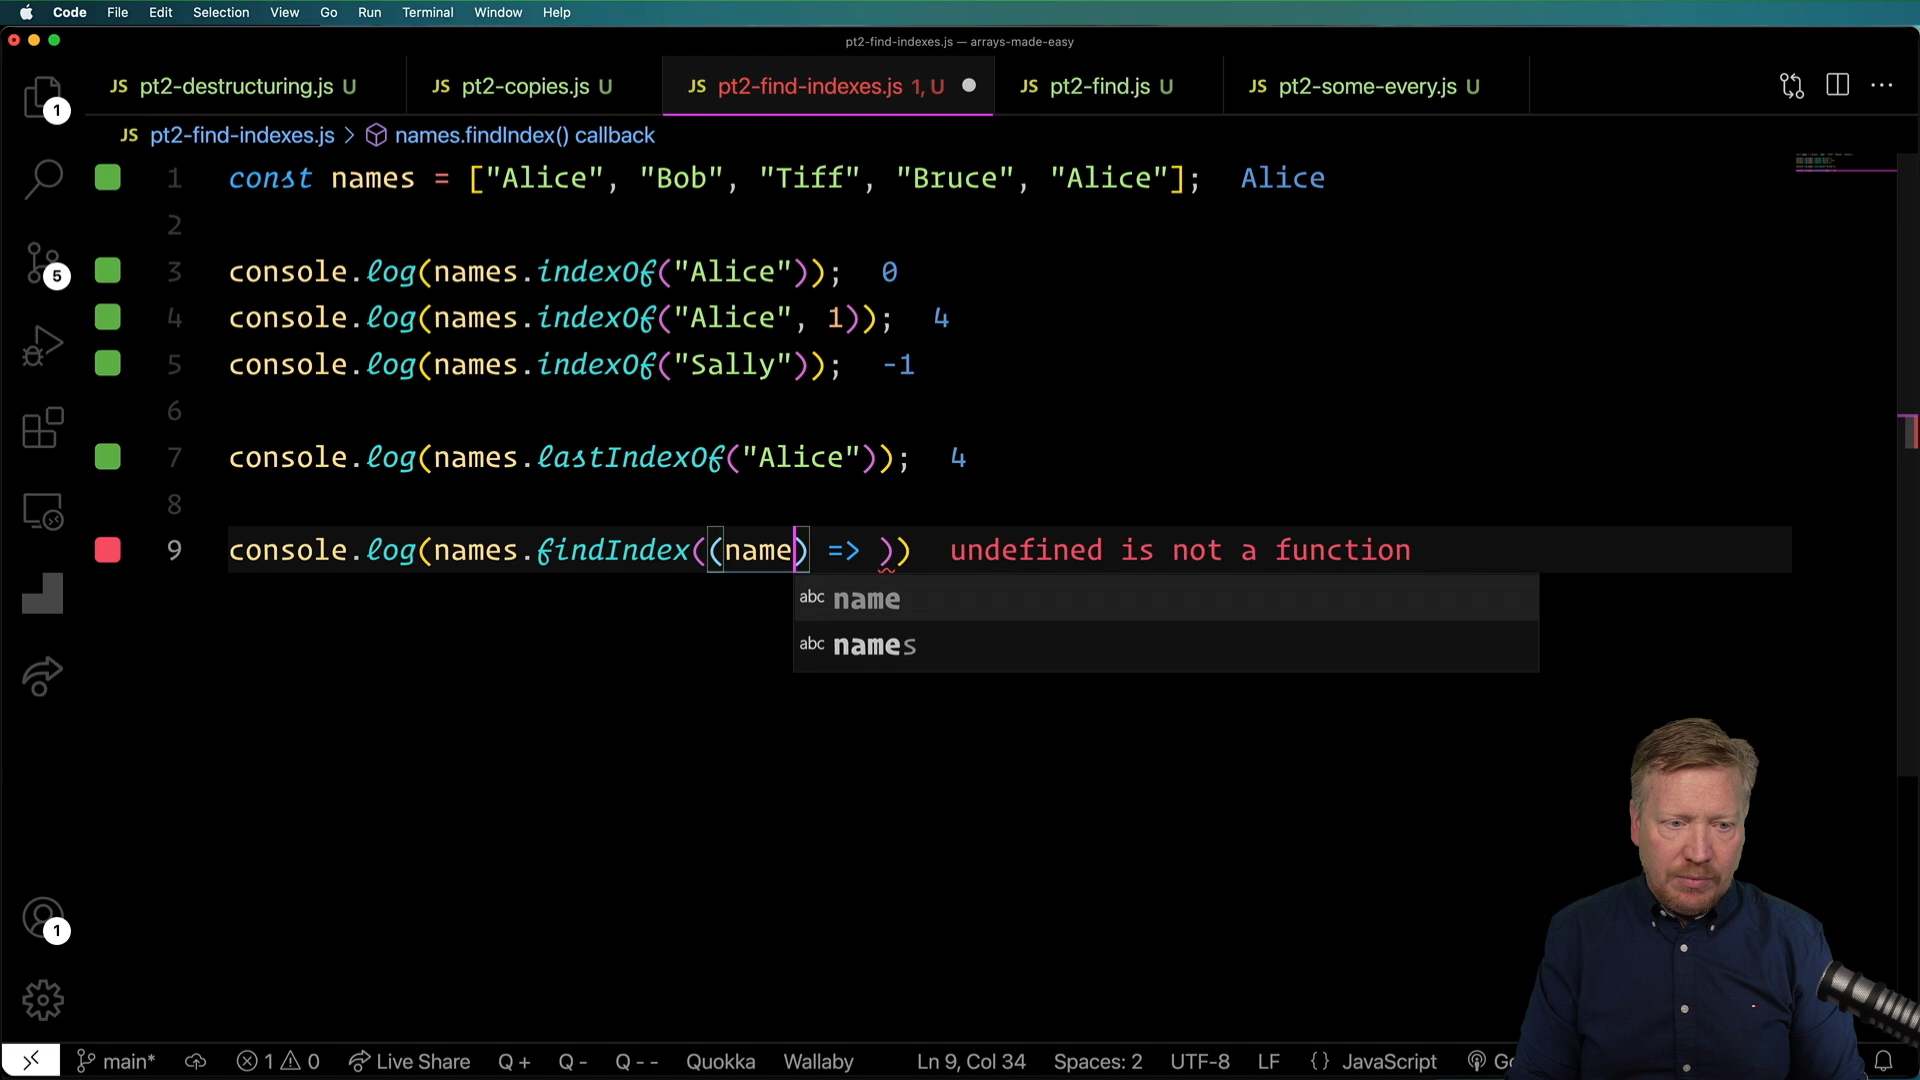 Code File Edit Selection View Go Run Terminal Window Help
pt2-find-indexes.js — arrays-made-easy
JS pt2-destructuring.js U JS pt2-copies.js U JS pt2-find-indexes.js 1, U JS pt2-find.js U JS pt2-some-every.js U
JS pt2-find-indexes.js > names.findIndex() callback
1
1 const names = ["Alice", "Bob", "Tiff", "Bruce", "Alice"]; Alice
2
5
3 console.log(names.indexOf("Alice")); 0
4 console.log(names.indexOf("Alice", 1)); 4
5 console.log(names.indexOf("Sally")); -1
6
7 console.log(names.lastIndexOf("Alice")); 4
8
9 console.log(names.findIndex((name) => )) undefined is not a function
abc name
abc names
1
main* 1 0 Live Share Q + Q - Q - - Quokka Wallaby Ln 9, Col 34 Spaces: 2 UTF-8 LF {} JavaScript